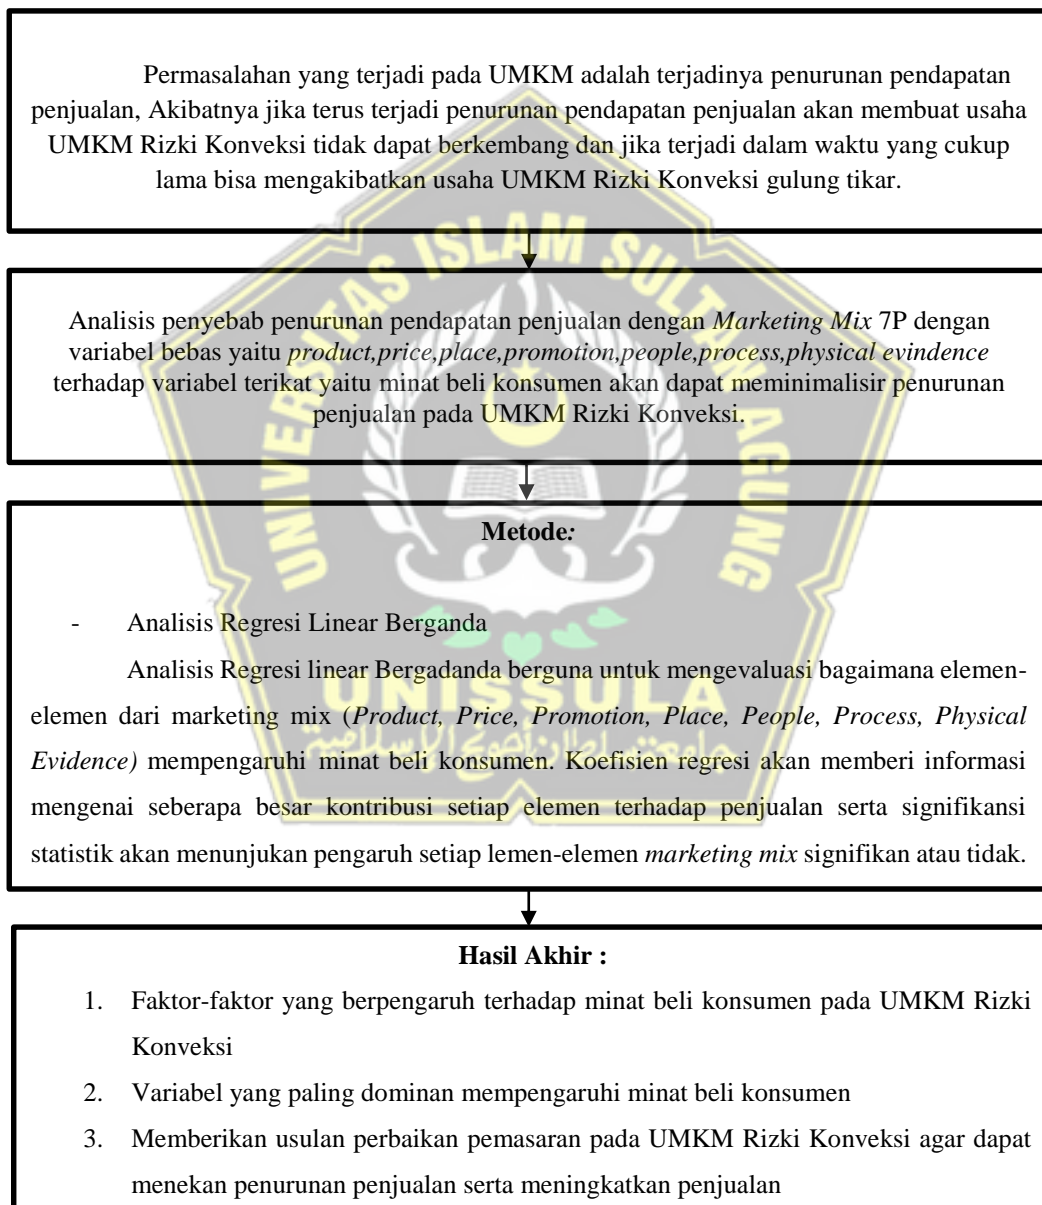 Permasalahan yang terjadi pada UMKM adalah terjadinya penurunan pendapatan
penjualan, Akibatnya jika terus terjadi penurunan pendapatan penjualan akan membuat usaha
UMKM Rizki Konveksi tidak dapat berkembang dan jika terjadi dalam waktu yang cukup
lama bisa mengakibatkan usaha UMKM Rizki Konveksi gulung tikar.
UNIVERSITAS ISLAM SULTAN AGUNG
Analisis penyebab penurunan pendapatan penjualan dengan Marketing Mix 7P dengan
variabel bebas yaitu product,price,place,promotion,people,process,physical evindence
terhadap variabel terikat yaitu minat beli konsumen akan dapat meminimalisir penurunan
penjualan pada UMKM Rizki Konveksi.
Metode:
- Analisis Regresi Linear Berganda
Analisis Regresi linear Bergadanda berguna untuk mengevaluasi bagaimana elemen-
elemen dari marketing mix (Product, Price, Promotion, Place, People, Process, Physical
Evidence) mempengaruhi minat beli konsumen. Koefisien regresi akan memberi informasi
mengenai seberapa besar kontribusi setiap elemen terhadap penjualan serta signifikansi
statistik akan menunjukan pengaruh setiap lemen-elemen marketing mix signifikan atau tidak.
UNISSULA
جامعتسلطان أجونج الإسلامية
Hasil Akhir :
1. Faktor-faktor yang berpengaruh terhadap minat beli konsumen pada UMKM Rizki
Konveksi
2. Variabel yang paling dominan mempengaruhi minat beli konsumen
3. Memberikan usulan perbaikan pemasaran pada UMKM Rizki Konveksi agar dapat
menekan penurunan penjualan serta meningkatkan penjualan